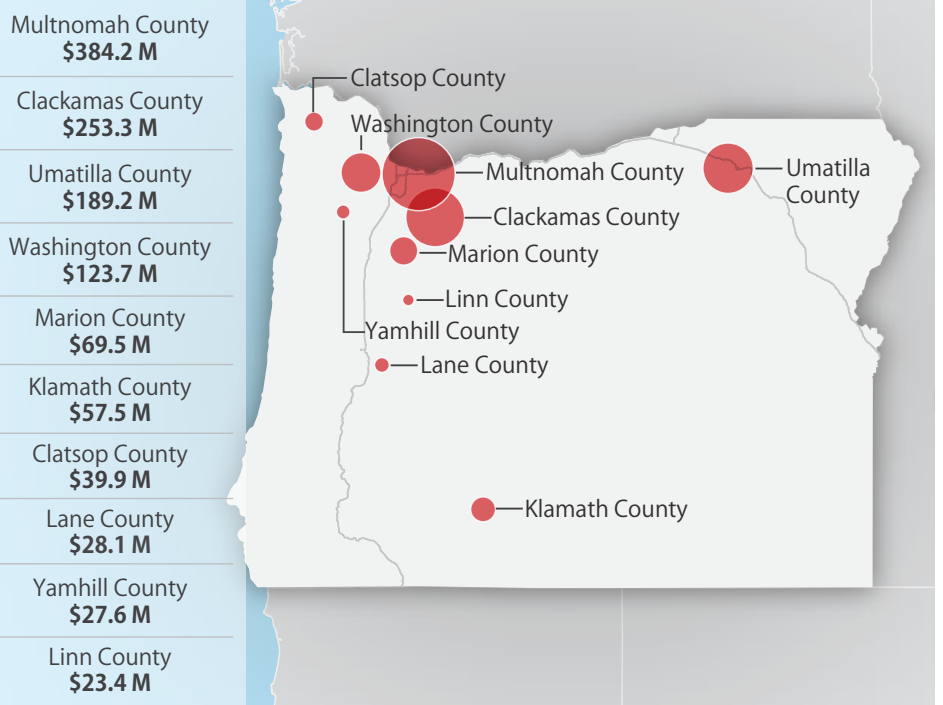 Multnomah County
$384.2 M
Clackamas County
$253.3 M
Umatilla County
$189.2 M
Washington County
$123.7 M
Marion County
$69.5 M
Klamath County
$57.5 M
Clatsop County
$39.9 M
Lane County
$28.1 M
Yamhill County
$27.6 M
Linn County
$23.4 M
Clatsop County
Washington County
Multnomah County
Umatilla
County
Clackamas County
Marion County
Linn County
Yamhill County
Lane County
Klamath County